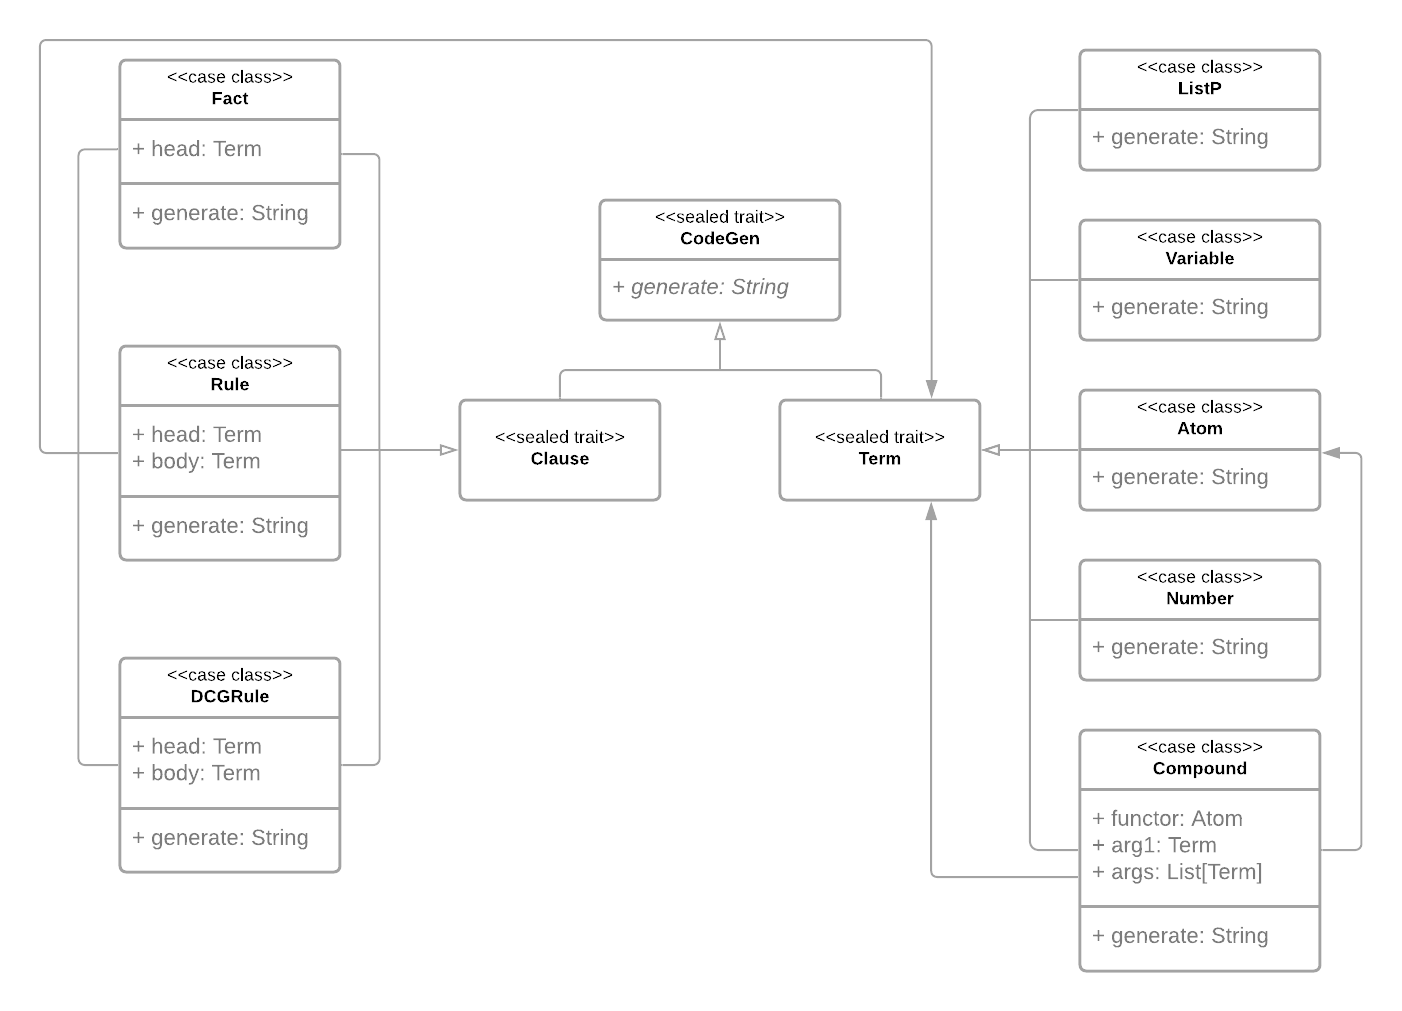 <<case class>>
Fact
+ head: Term
+ generate: String
<<case class>>
Rule
+ head: Term
+ body: Term
+ generate: String
<<case class>>
DCGRule
+ head: Term
+ body: Term
+ generate: String
<<sealed trait>>
CodeGen
+ generate: String
<<sealed trait>>
Clause
<<sealed trait>>
Term
<<case class>>
ListP
+ generate: String
<<case class>>
Variable
+ generate: String
<<case class>>
Atom
+ generate: String
<<case class>>
Number
+ generate: String
<<case class>>
Compound
+ functor: Atom
+ arg1: Term
+ args: List[Term]
+ generate: String